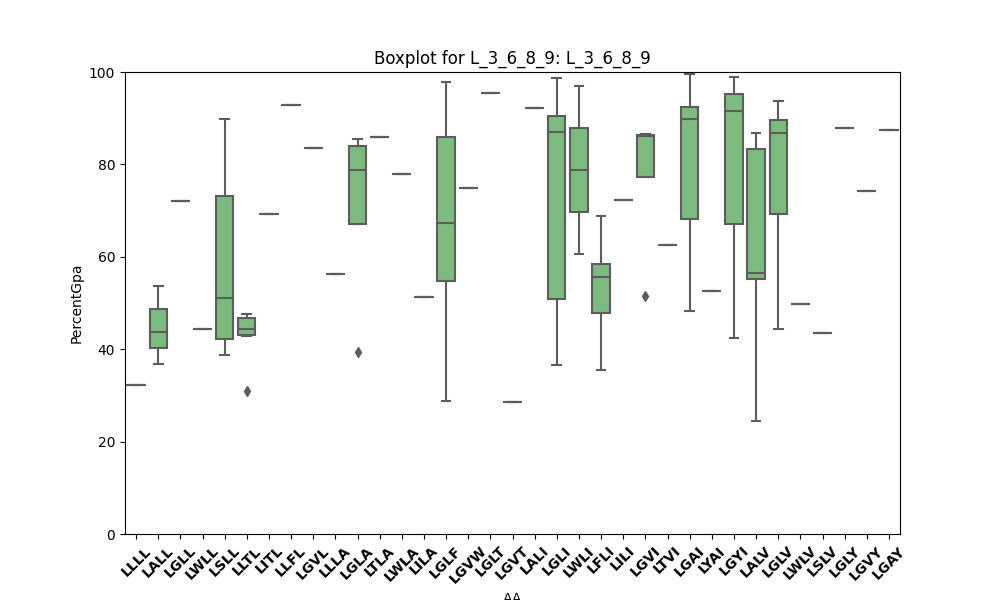 Boxplot for L_3_6_8_9: L_3_6_8_9
100
80
60
40
20
0
PercentGpa
LLLL LALL LGLL LWLL LSLL LLTL LITL LLFL LGVL LLLA LGLA LTLA LWLA LILA LGLF LGVW LGLT LGVT LALI LGLI LWLI LFLI LILI LGVI LTVI LGAI LYAI LGYI LALV LGLV LWLV LSLV LGLY LGVY LGAY
AA